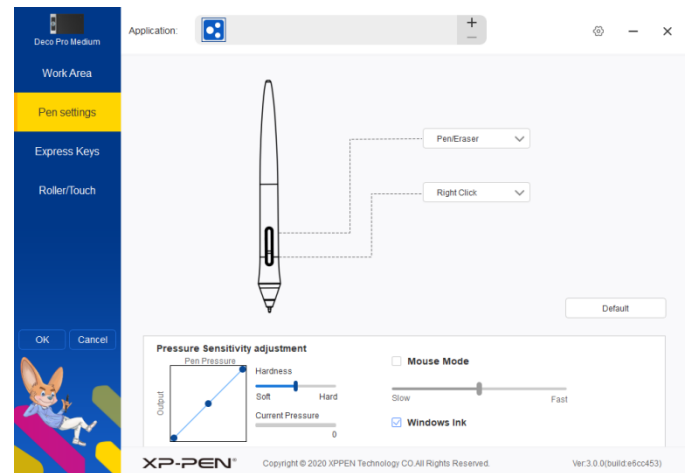 Deco Pro Medium
Application:
+
Work Area
Pen settings
Express Keys
Roller/Touch
OK Cancel
Pen/Eraser
Right Click
Default
Pressure Sensitivity adjustment
Pen Pressure
Output
Hardness
Soft Hard
Current Pressure
0
Mouse Mode
Slow Fast
Windows Ink
XP-PEN®
Copyright © 2020 XPPEN Technology CO.All Rights Reserved.
Ver:3.0.0(build:e6cc453)